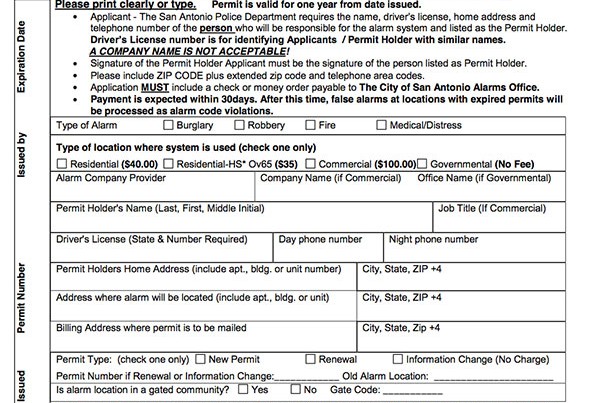 Please print clearly or type. Permit is valid for one year from date issued.
• Applicant - The San Antonio Police Department requires the name, driver's license, home address and
telephone number of the person who will be responsible for the alarm system and listed as the Permit Holder.
Driver's License number is for identifying Applicants / Permit Holder with similar names.
A COMPANY NAME IS NOT ACCEPTABLE!
• Signature of the Permit Holder Applicant must be the signature of the person listed as Permit Holder.
• Please include ZIP CODE plus extended zip code and telephone area codes.
• Application MUST include a check or money order payable to The City of San Antonio Alarms Office.
• Payment is expected within 30days. After this time, false alarms at locations with expired permits will
be processed as alarm code violations.
Type of Alarm ☐ Burglary ☐ Robbery ☐ Fire ☐ Medical/Distress
Type of location where system is used (check one only)
☐ Residential ($40.00) ☐ Residential-HS* Ov65 ($35) ☐ Commercial ($100.00) ☐ Governmental (No Fee)
Alarm Company Provider Company Name (if Commercial) Office Name (if Governmental)
Permit Holder's Name (Last, First, Middle Initial) Job Title (If Commercial)
Driver's License (State & Number Required) Day phone number Night phone number
Permit Holders Home Address (include apt., bldg. or unit number) City, State, ZIP +4
Address where alarm will be located (include apt., bldg. or unit) City, State, ZIP +4
Billing Address where permit is to be mailed City, State, Zip +4
Permit Type: (check one only) ☐ New Permit ☐ Renewal ☐ Information Change (No Charge)
Permit Number if Renewal or Information Change:____________ Old Alarm Location: ____________________
Is alarm location in a gated community? ☐ Yes ☐ No Gate Code: __________
Expiration Date
Issued by
Permit Number
Issued